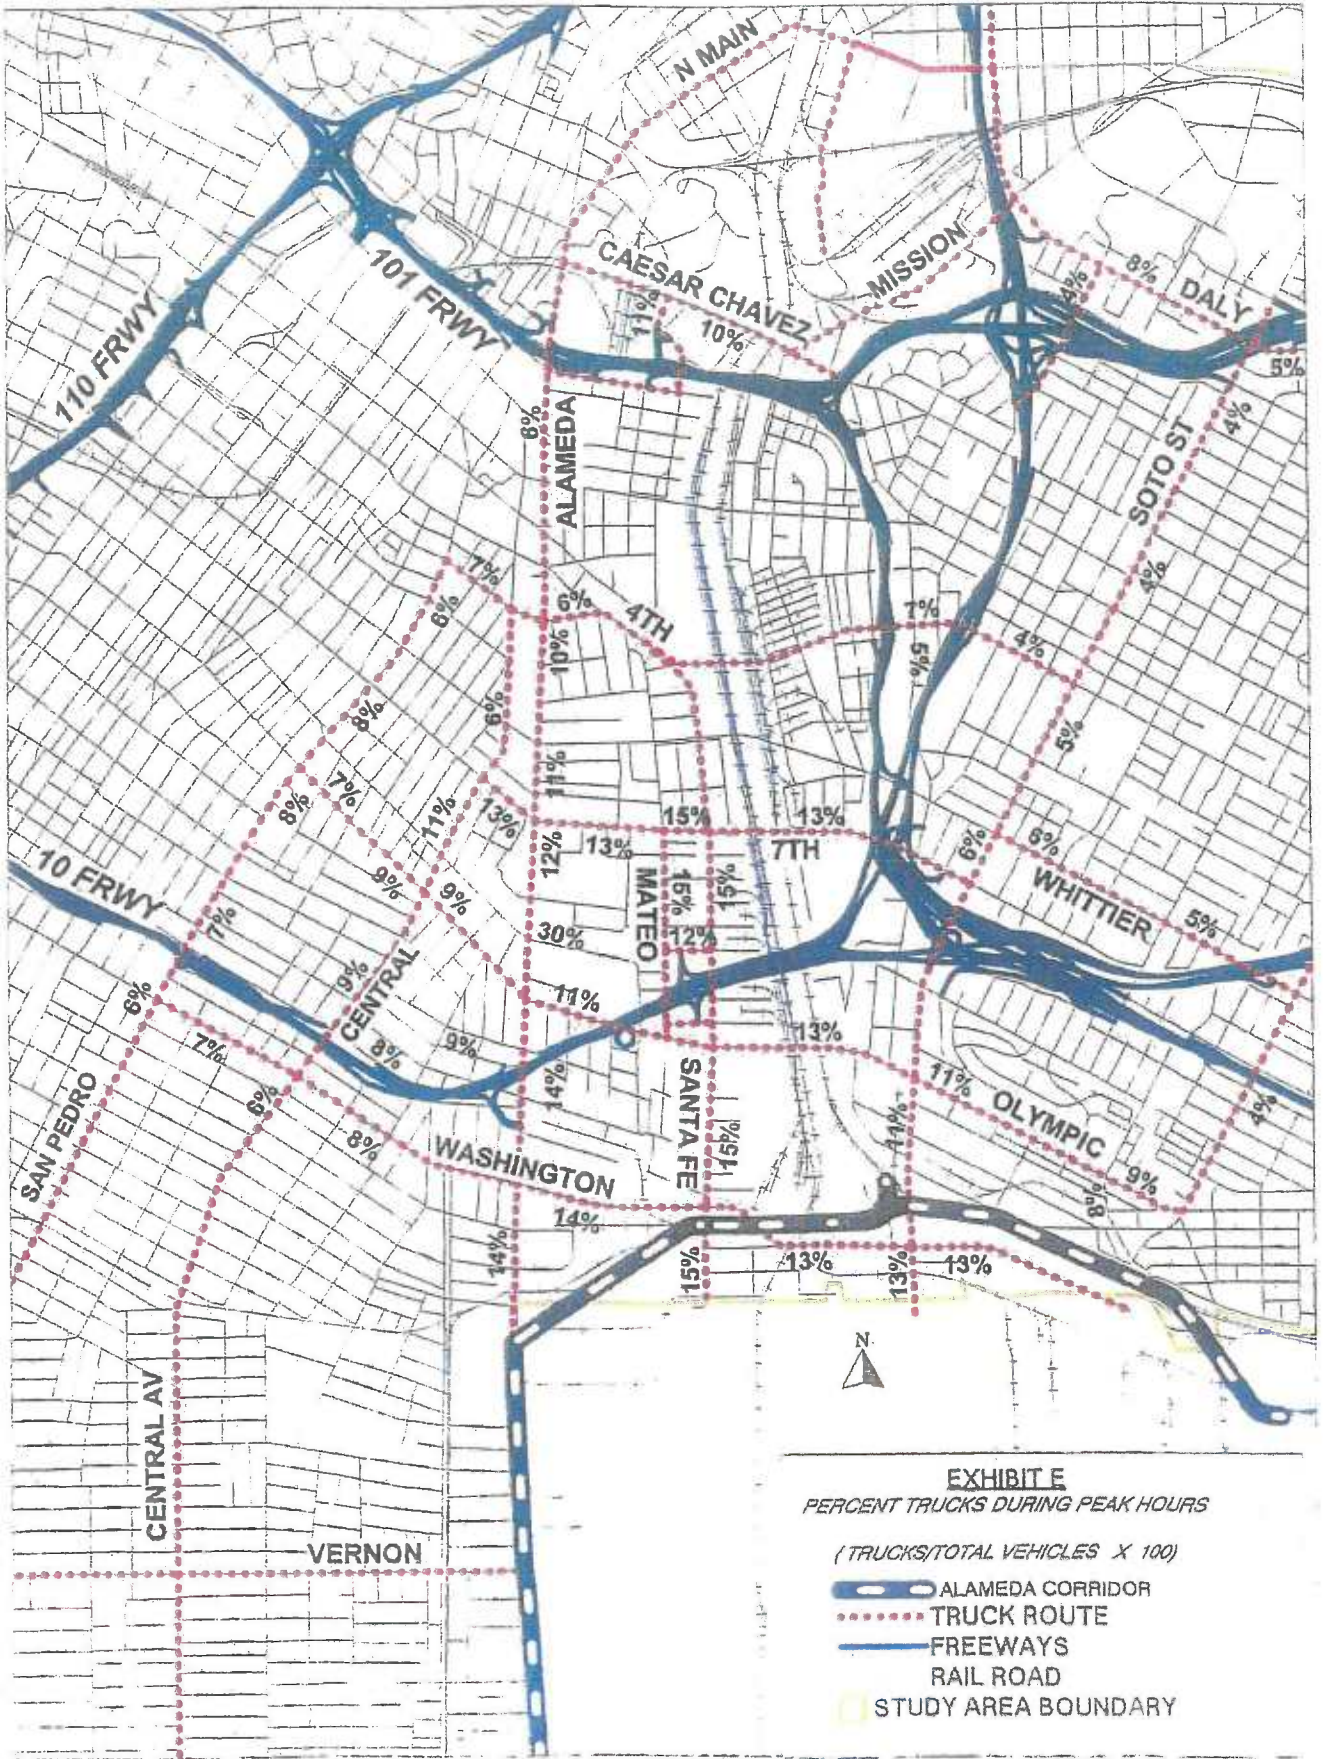 N MAIN
CAESAR CHAVEZ
MISSION
8%
4%
DALY
101 FRWY
11%
10%
110 FRWY
5%
6%
ALAMEDA
4%
SOTO ST
7%
4%
6%
6%
4TH
7%
10%
4%
5%
6%
8%
5%
11%
7%
8%
11%
13%
15%
13%
12%
13%
7TH
6%
6%
10 FRWY
9%
9%
MATEO
15%
15%
WHITTIER
7%
30%
12%
5%
9%
CENTRAL
6%
11%
7%
8%
9%
13%
14%
SANTA FE
11%
OLYMPIC
4%
SAN PEDRO
6%
8%
WASHINGTON
15%
11%
9%
8%
14%
14%
15%
13%
13%
13%
N
CENTRAL AV
VERNON
EXHIBIT E
PERCENT TRUCKS DURING PEAK HOURS
(TRUCKS/TOTAL VEHICLES X 100)
ALAMEDA CORRIDOR
TRUCK ROUTE
FREEWAYS
RAIL ROAD
STUDY AREA BOUNDARY